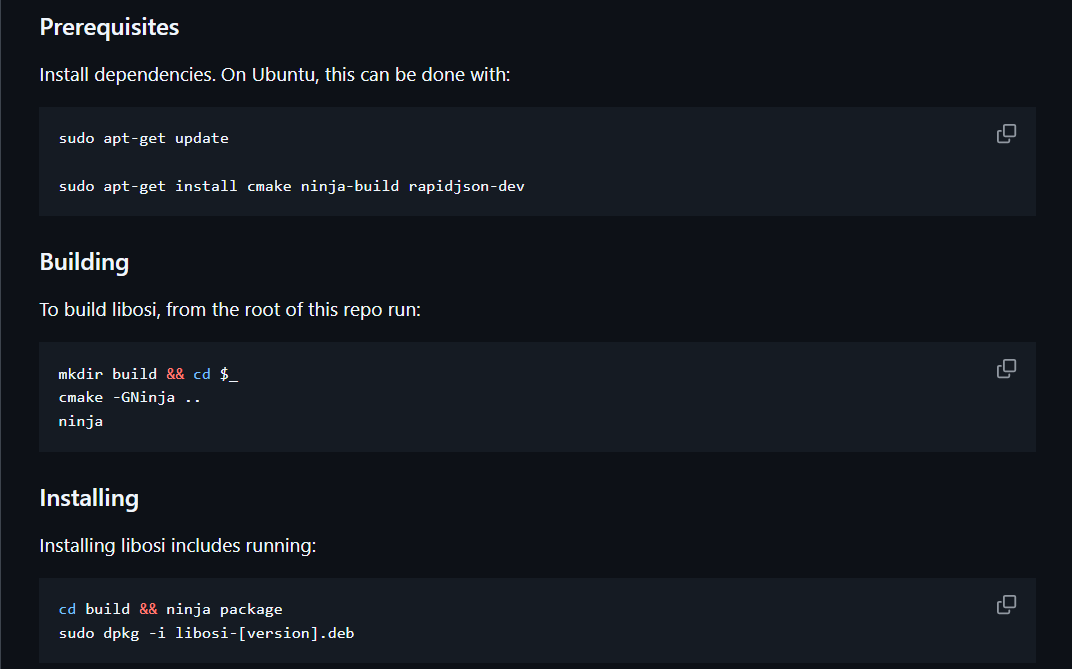 Prerequisites
Install dependencies. On Ubuntu, this can be done with:
sudo apt-get update
sudo apt-get install cmake ninja-build rapidjson-dev
Building
To build libosi, from the root of this repo run:
mkdir build && cd $_
cmake -GNinja ..
ninja
Installing
Installing libosi includes running:
cd build && ninja package
sudo dpkg -i libosi-[version].deb